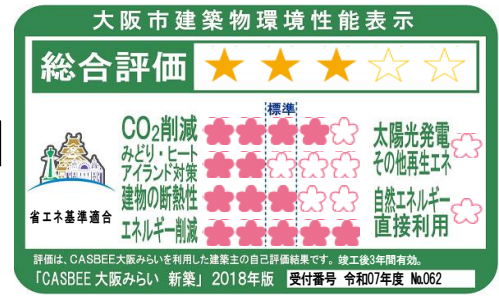 大阪市建築物環境性能表示
総合評価
標準
CO₂削減
みどり・ヒート
アイランド対策
建物の断熱性
エネルギー削減
太陽光発電
その他再生エネ
自然エネルギー
直接利用
省エネ基準適合
評価は、CASBEE大阪みらいを利用した建築主の自己評価結果です。竣工後3年間有効。
「CASBEE大阪みらい 新築」2018年版 受付番号 令和07年度 No.062